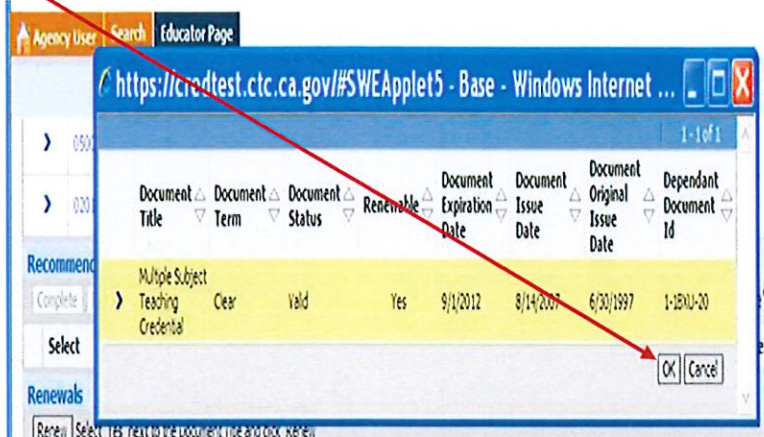 Agency User Search Educator Page
https://credtest.ctc.ca.gov/#SWEApplet5 - Base - Windows Internet ...
1 - 1 of 1
Document Title Document Term Document Status Renewable Document Expiration Date Document Issue Date Document Original Issue Date Dependant Document Id
Multiple Subject Teaching Credential Clear Valid Yes 9/1/2012 8/14/2007 6/30/1997
OK Cancel
Recommend
Complete
Select
Renewals
Renew Select 'Yes' next to the Document Title and click Renew